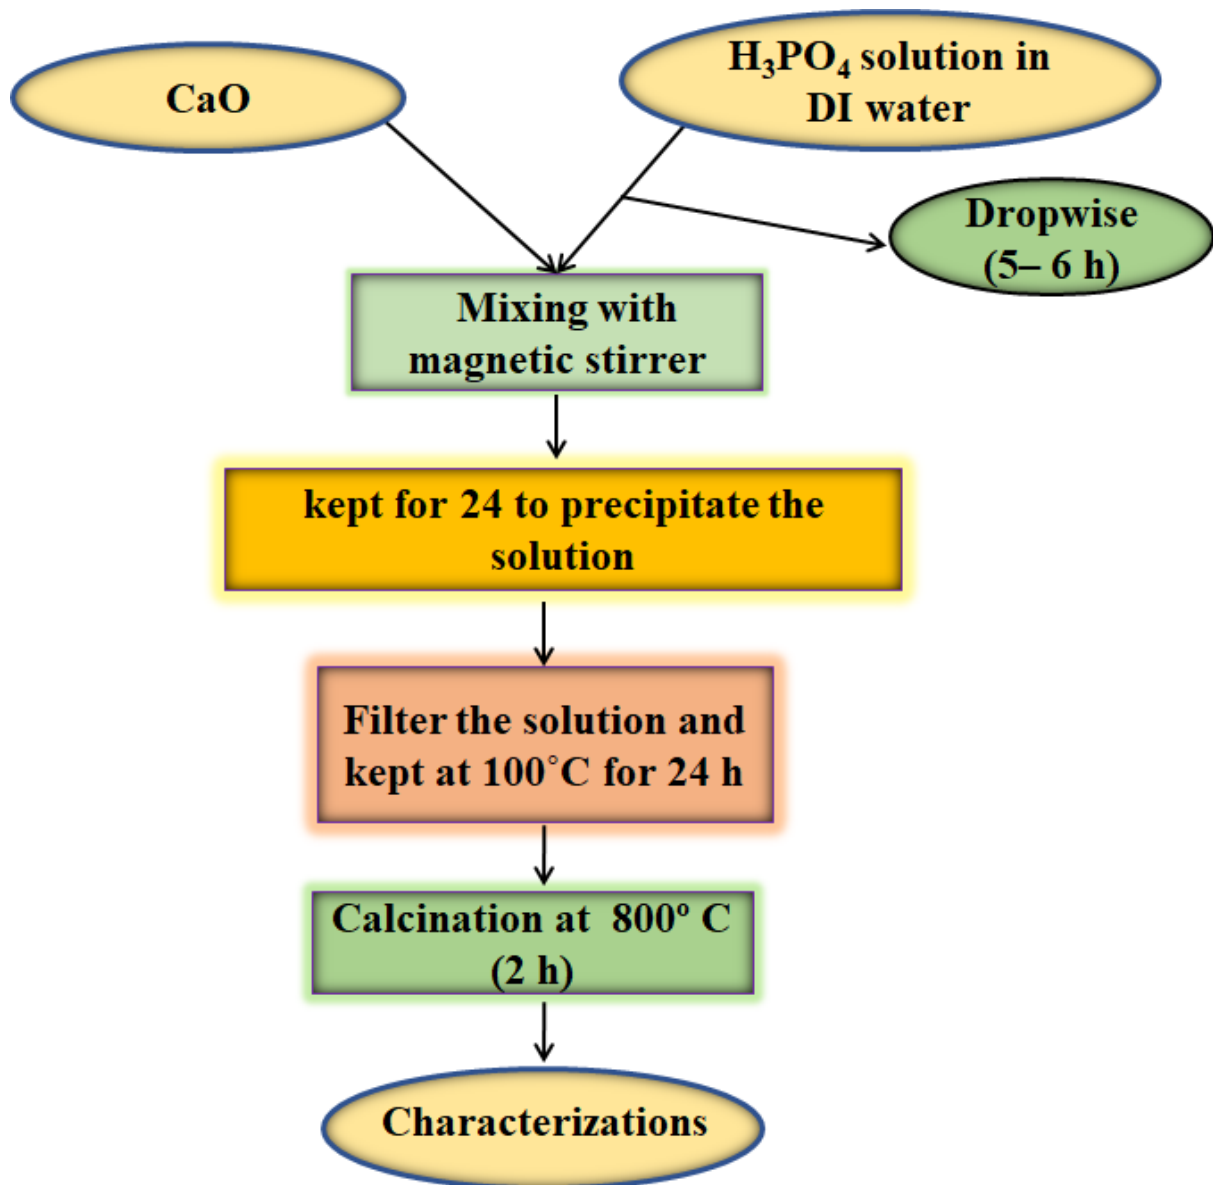 CaO
H₃PO₄ solution in
DI water
Dropwise
(5– 6 h)
Mixing with
magnetic stirrer
kept for 24 to precipitate the
solution
Filter the solution and
kept at 100˚C for 24 h
Calcination at  800º C
(2 h)
Characterizations